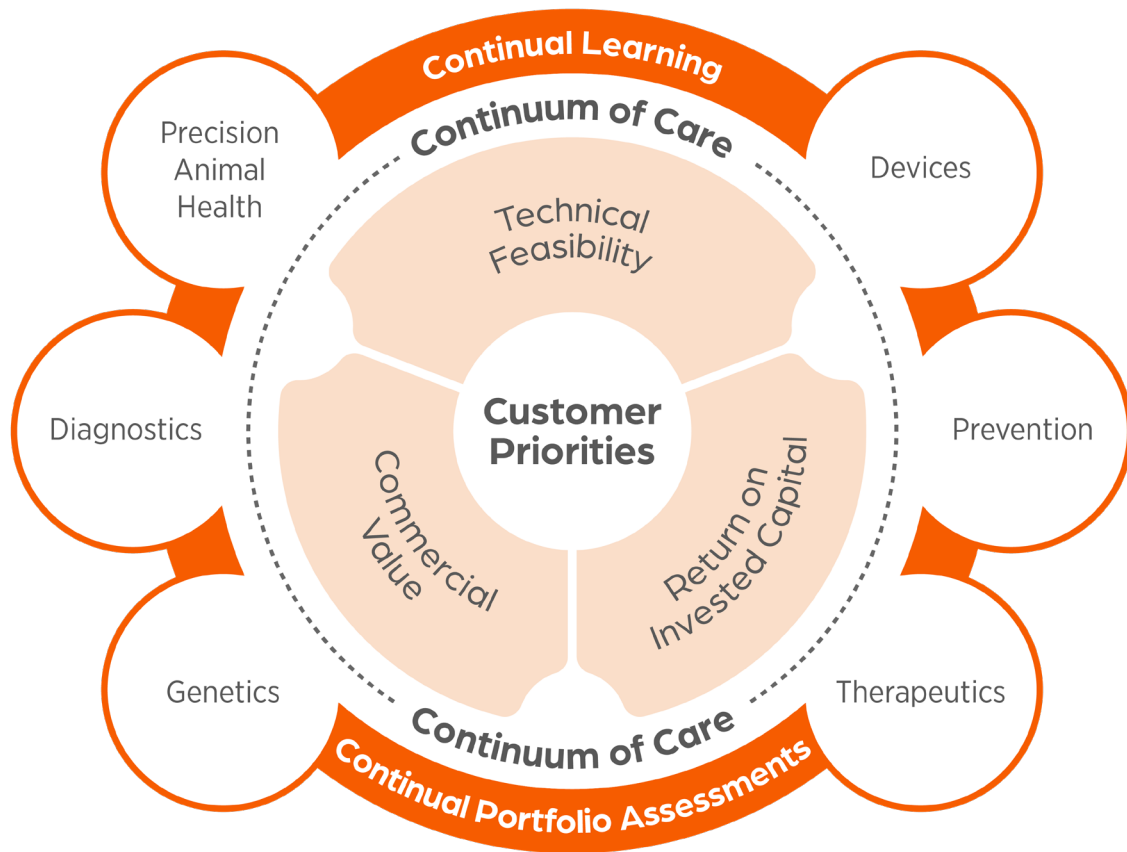 Continual Learning
Continuum of Care
Precision
Animal
Health
Devices
Technical
Feasibility
Diagnostics
Customer
Priorities
Prevention
Commercial
Value
Return on
Invested Capital
Genetics
Therapeutics
Continuum of Care
Continual Portfolio Assessments